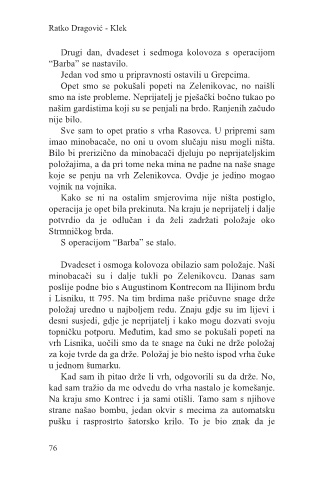 Ratko Dragović - Klek
Drugi dan, dvadeset i sedmoga kolovoza s operacijom
“Barba” se nastavilo.
Jedan vod smo u pripravnosti ostavili u Grepcima.
Opet smo se pokušali popeti na Zelenikovac, no naišli
smo na iste probleme. Neprijatelj je pješački bočno tukao po
našim gardistima koji su se penjali na brdo. Ranjenih začudo
nije bilo.
Sve sam to opet pratio s vrha Rasovca. U pripremi sam
imao minobacače, no oni u ovom slučaju nisu mogli ništa.
Bilo bi prerizično da minobacači djeluju po neprijateljskim
položajima, a da pri tome neka mina ne padne na naše snage
koje se penju na vrh Zelenikovca. Ovdje je jedino mogao
vojnik na vojnika.
Kako se ni na ostalim smjerovima nije ništa postiglo,
operacija je opet bila prekinuta. Na kraju je neprijatelj i dalje
potvrdio da je odlučan i da želi zadržati položaje oko
Strmničkog brda.
S operacijom “Barba” se stalo.
Dvadeset i osmoga kolovoza obilazio sam položaje. Naši
minobacači su i dalje tukli po Zelenikovcu. Danas sam
poslije podne bio s Augustinom Kontrecom na Ilijinom brdu
i Lisniku, tt 795. Na tim brdima naše pričuvne snage drže
položaj uredno u najboljem redu. Znaju gdje su im lijevi i
desni susjedi, gdje je neprijatelj i kako mogu dozvati svoju
topničku potporu. Međutim, kad smo se pokušali popeti na
vrh Lisnika, uočili smo da te snage na čuki ne drže položaj
za koje tvrde da ga drže. Položaj je bio nešto ispod vrha čuke
u jednom šumarku.
Kad sam ih pitao drže li vrh, odgovorili su da drže. No,
kad sam tražio da me odvedu do vrha nastalo je komešanje.
Na kraju smo Kontrec i ja sami otišli. Tamo sam s njihove
strane našao bombu, jedan okvir s mecima za automatsku
pušku i rasprostrto šatorsko krilo. To je bio znak da je
76